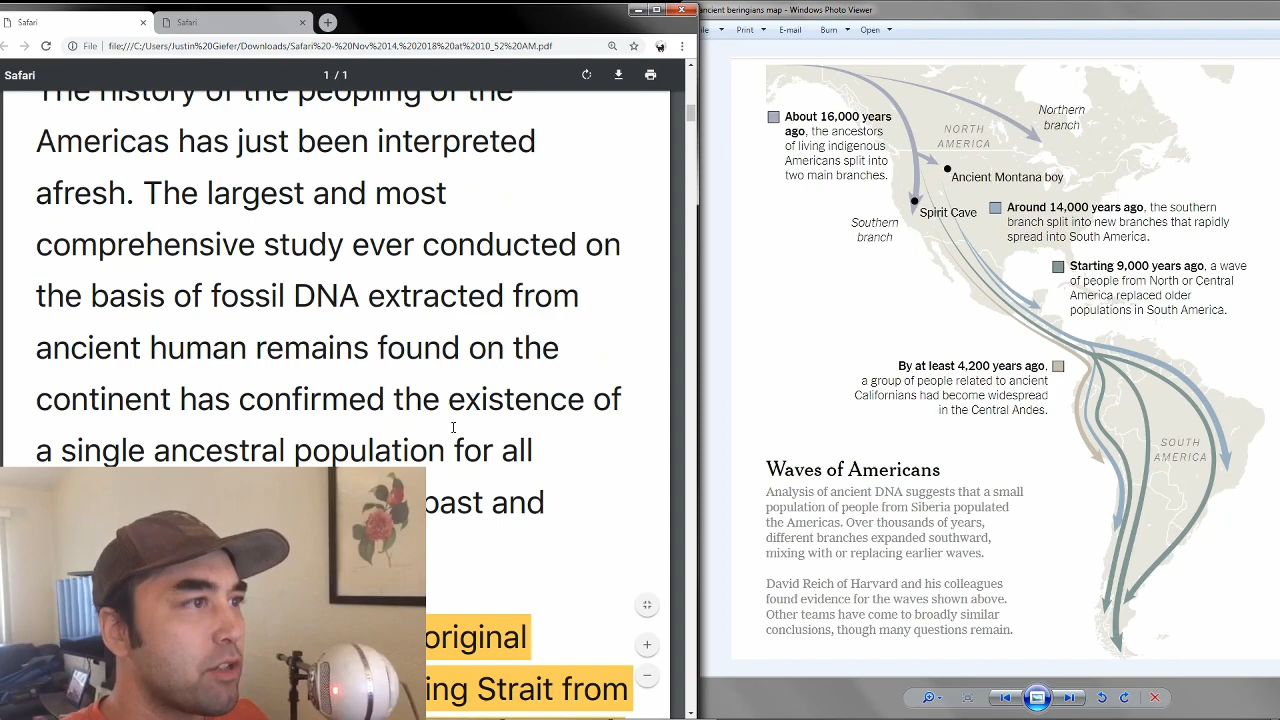 Safari
Safari
File
file:///C:/Users/Justin%20Giefer/Downloads/Safari%20-%20Nov%2014,%202018%20at%2010_52%20AM.pdf
Safari
1 / 1
The history of the peopling of the
Americas has just been interpreted
afresh. The largest and most
comprehensive study ever conducted on
the basis of fossil DNA extracted from
ancient human remains found on the
continent has confirmed the existence of
a single ancestral population for all
past and
original
ing Strait from
ancient beringians map - Windows Photo Viewer
Print
E-mail
Burn
Open
About 16,000 years
ago, the ancestors
of living indigenous
Americans split into
two main branches.
Northern
branch
NORTH
AMERICA
Ancient Montana boy
Spirit Cave
Southern
branch
Around 14,000 years ago, the southern
branch split into new branches that rapidly
spread into South America.
Starting 9,000 years ago, a wave
of people from North or Central
America replaced older
populations in South America.
By at least 4,200 years ago,
a group of people related to ancient
Californians had become widespread
in the Central Andes.
SOUTH
AMERICA
Waves of Americans
Analysis of ancient DNA suggests that a small
population of people from Siberia populated
the Americas. Over thousands of years,
different branches expanded southward,
mixing with or replacing earlier waves.
David Reich of Harvard and his colleagues
found evidence for the waves shown above.
Other teams have come to broadly similar
conclusions, though many questions remain.